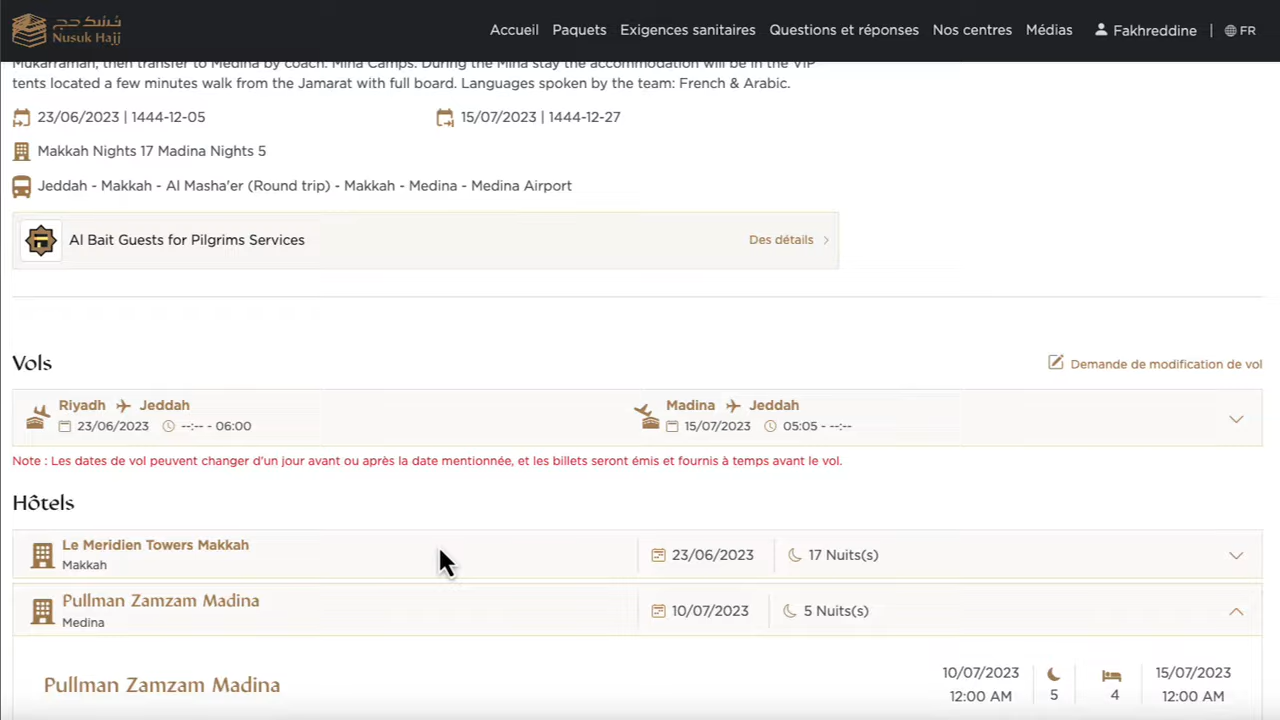 نسك حج
Nusuk Hajj
Accueil Paquets Exigences sanitaires Questions et réponses Nos centres Médias Fakhreddine | FR
Mukarramah, then transfer to Medina by coach. Mina Camps. During the Mina stay the accommodation will be in the VIP
tents located a few minutes walk from the Jamarat with full board. Languages spoken by the team: French & Arabic.
23/06/2023 | 1444-12-05 15/07/2023 | 1444-12-27
Makkah Nights 17 Madina Nights 5
Jeddah - Makkah - Al Masha'er (Round trip) - Makkah - Medina - Medina Airport
Al Bait Guests for Pilgrims Services Des détails
Vols Demande de modification de vol
Riyadh Jeddah Madina Jeddah
23/06/2023 --:-- - 06:00 15/07/2023 05:05 - --:--
Note : Les dates de vol peuvent changer d'un jour avant ou après la date mentionnée, et les billets seront émis et fournis à temps avant le vol.
Hôtels
Le Meridien Towers Makkah
Makkah 23/06/2023 17 Nuits(s)
Pullman Zamzam Madina
Medina 10/07/2023 5 Nuits(s)
Pullman Zamzam Madina
10/07/2023 15/07/2023
12:00 AM 5 4 12:00 AM